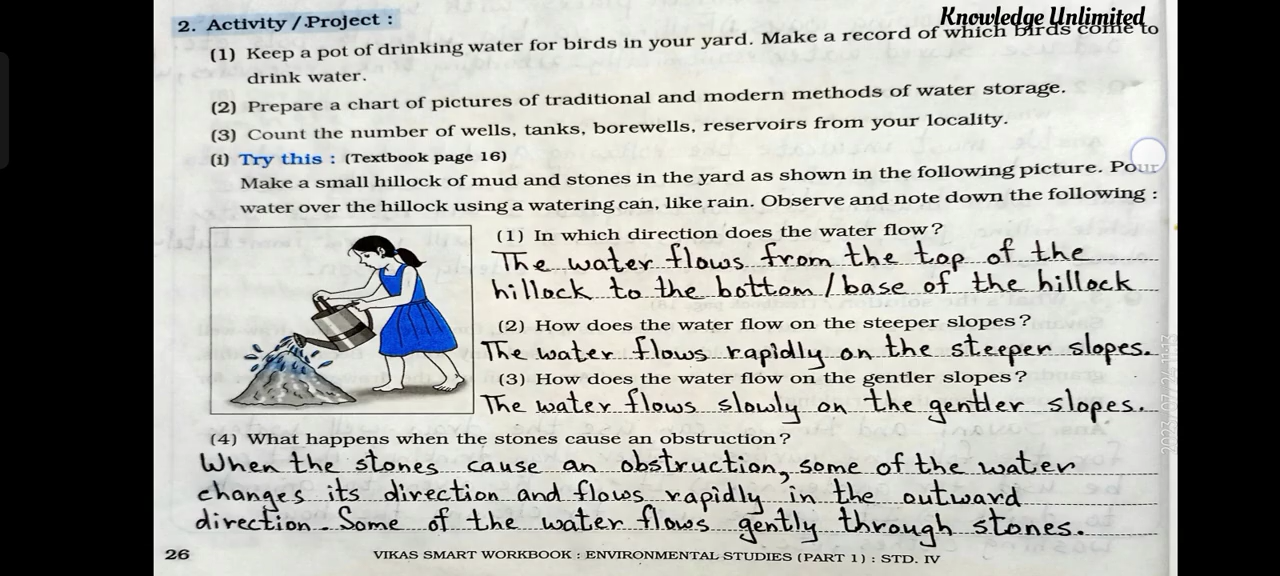 Knowledge Unlimited
2. Activity / Project :
(1) Keep a pot of drinking water for birds in your yard. Make a record of which birds come to
drink water.
(2) Prepare a chart of pictures of traditional and modern methods of water storage.
(3) Count the number of wells, tanks, borewells, reservoirs from your locality.
(i) Try this : (Textbook page 16)
Make a small hillock of mud and stones in the yard as shown in the following picture. Pour
water over the hillock using a watering can, like rain. Observe and note down the following :
(1) In which direction does the water flow?
The water flows from the top of the
hillock to the bottom/base of the hillock
(2) How does the water flow on the steeper slopes?
The water flows rapidly on the steeper slopes.
(3) How does the water flow on the gentler slopes?
The water flows slowly on the gentler slopes.
(4) What happens when the stones cause an obstruction?
When the stones cause an obstruction, some of the water
changes its direction and flows rapidly in the outward
direction. Some of the water flows gently through stones.
26 VIKAS SMART WORKBOOK : ENVIRONMENTAL STUDIES (PART 1) : STD. IV